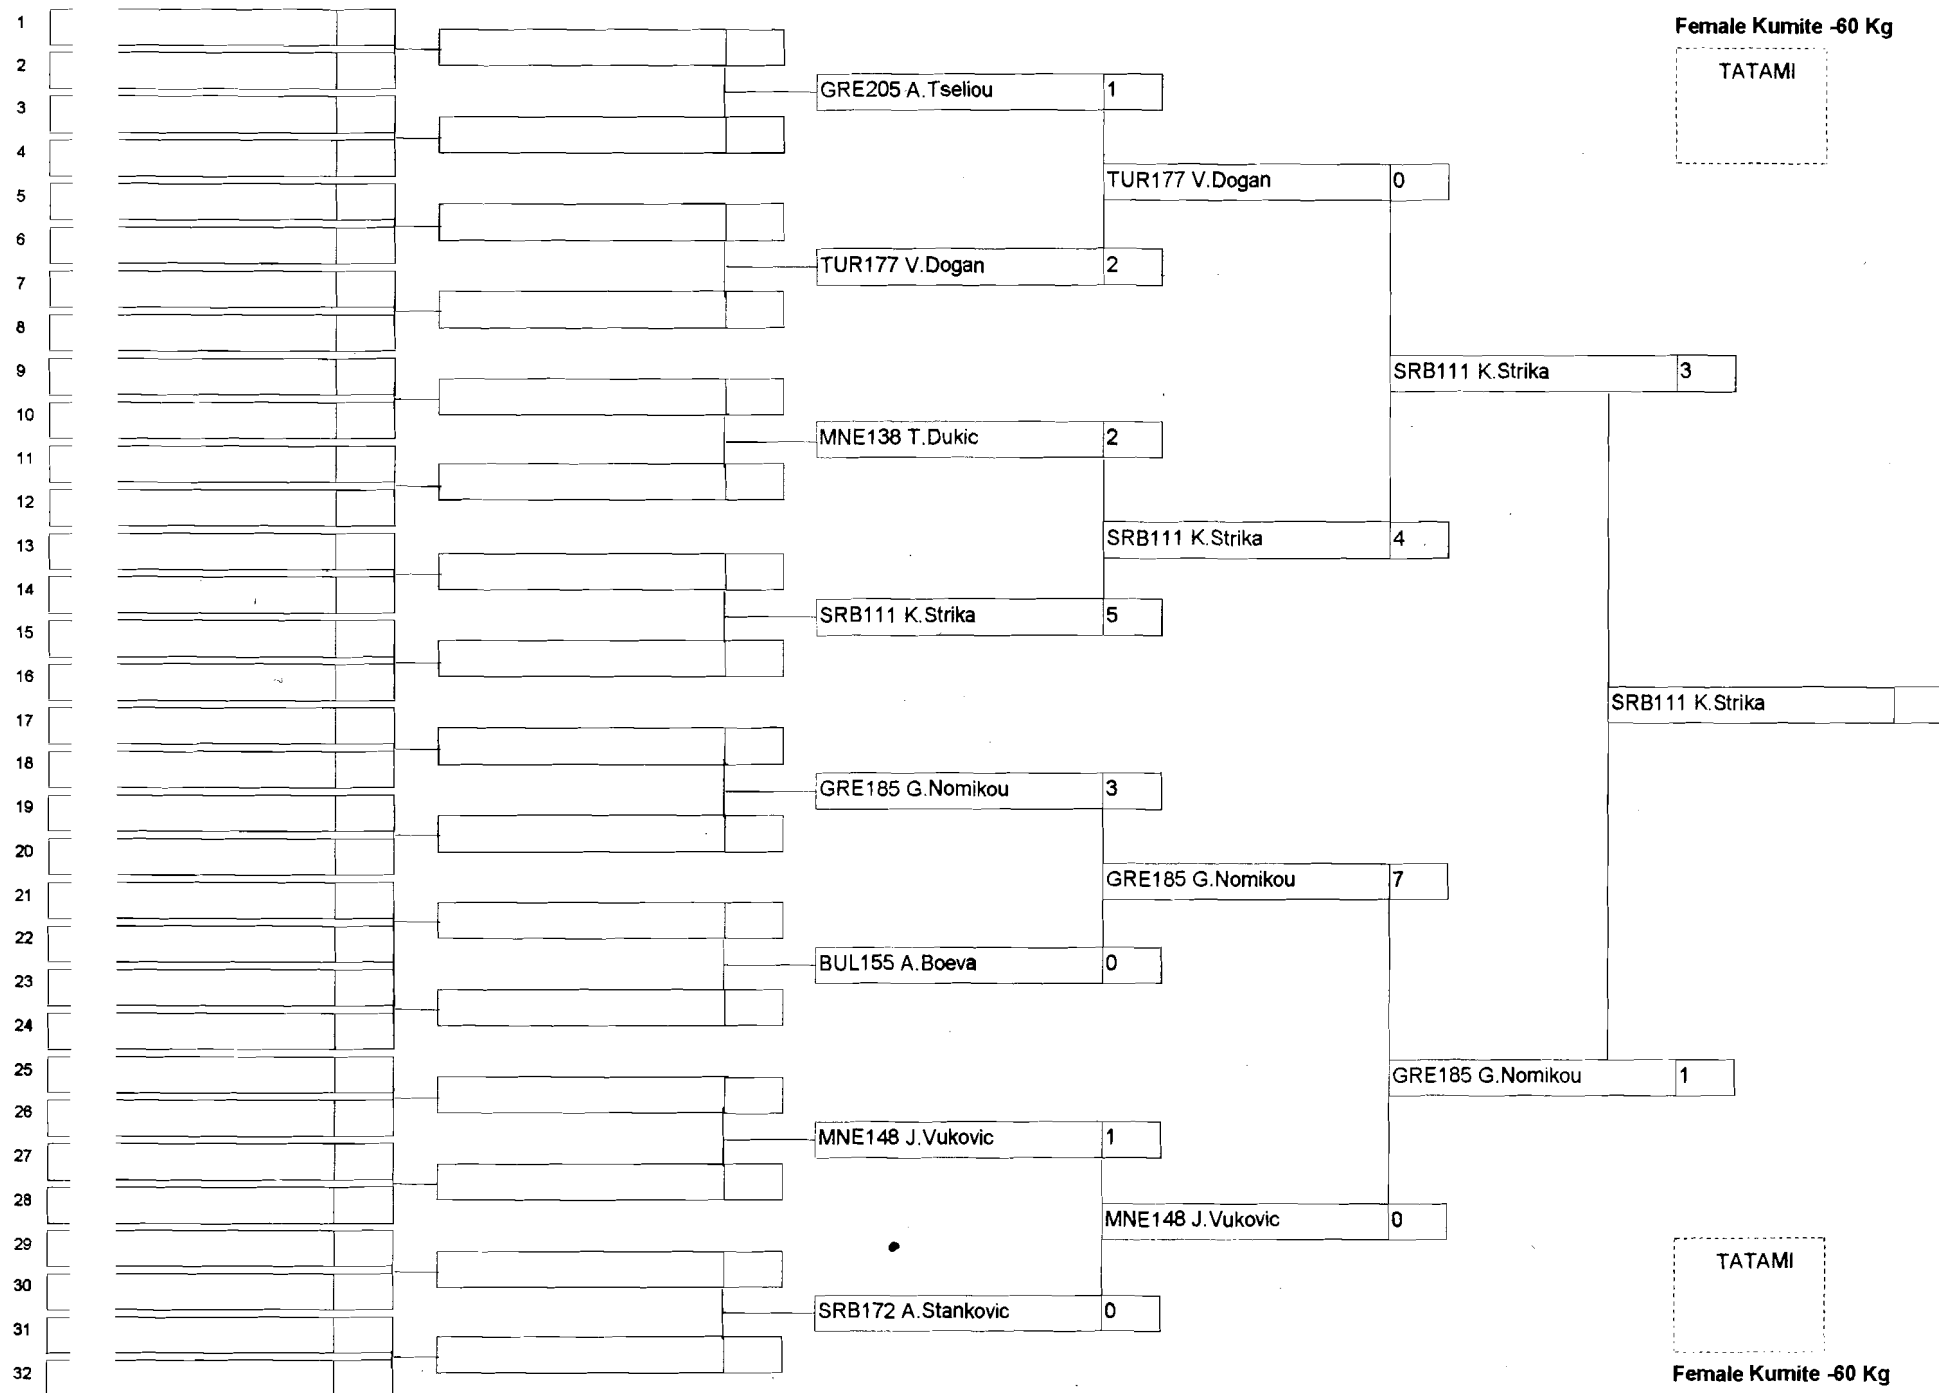 Female Kumite -60 Kg
TATAMI
1
2
3
4
5
6
7
8
9
10
11
12
13
14
15
16
17
18
19
20
21
22
23
24
25
26
27
28
29
30
31
32
GRE205 A.Tseliou 1
TUR177 V.Dogan 2
MNE138 T.Dukic 2
SRB111 K.Strika 5
GRE185 G.Nomikou 3
BUL155 A.Boeva 0
MNE148 J.Vukovic 1
SRB172 A.Stankovic 0
TUR177 V.Dogan 0
SRB111 K.Strika 4
GRE185 G.Nomikou 7
MNE148 J.Vukovic 0
SRB111 K.Strika 3
GRE185 G.Nomikou 1
SRB111 K.Strika
TATAMI
Female Kumite -60 Kg